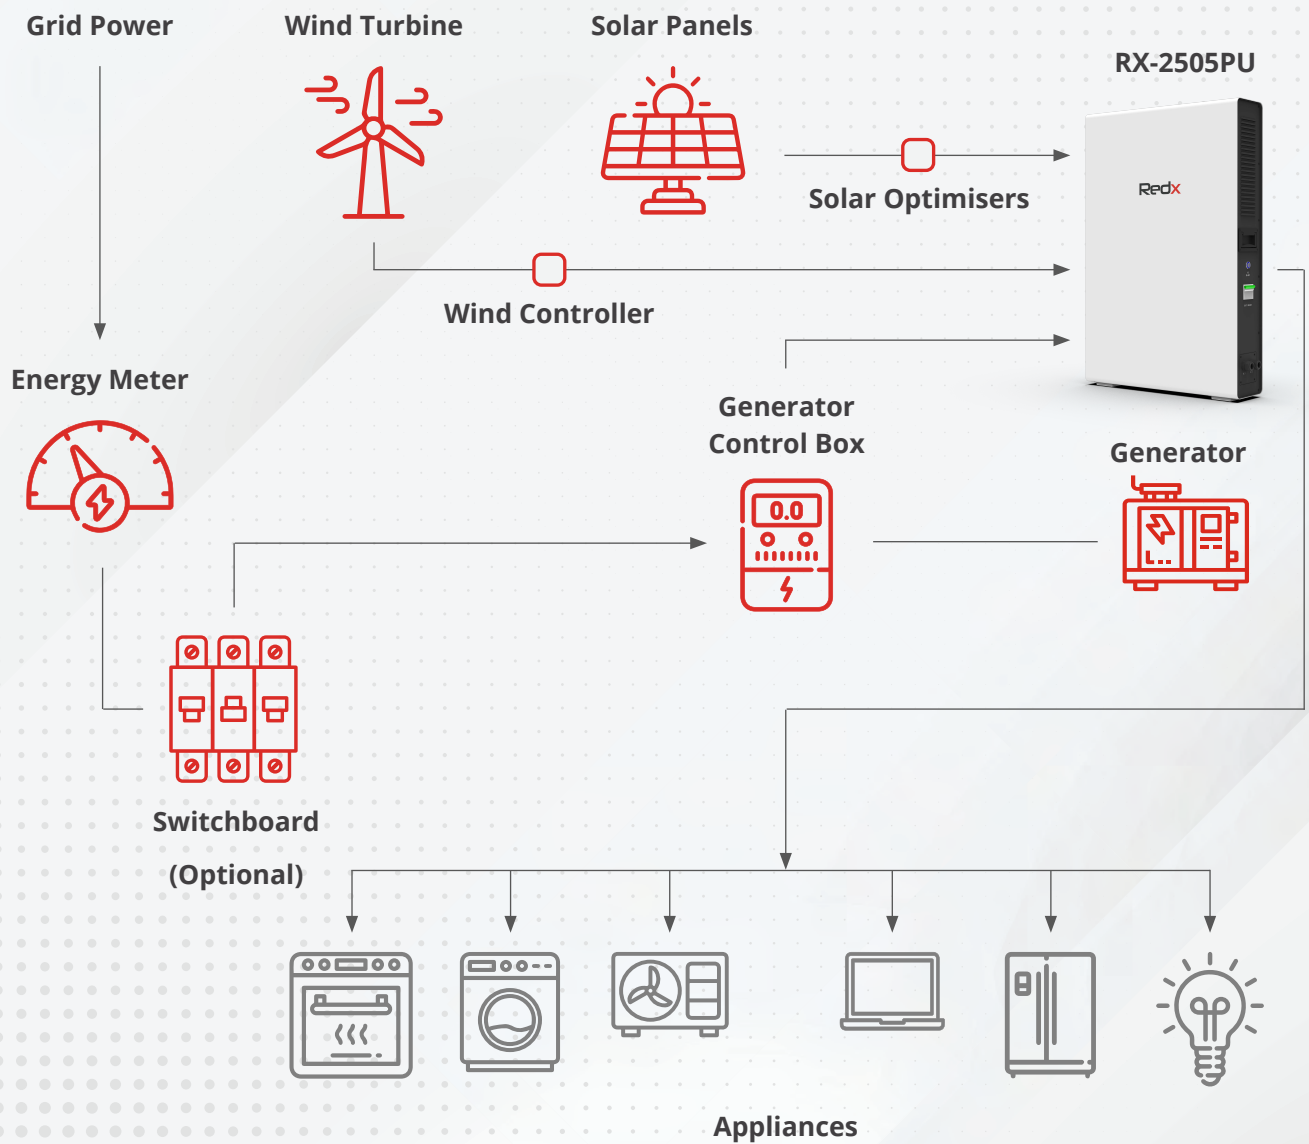 Grid Power
Wind Turbine
Solar Panels
RX-2505PU
Redx
Solar Optimisers
Wind Controller
Energy Meter
Generator
Control Box
Generator
0.0
Switchboard
(Optional)
Appliances